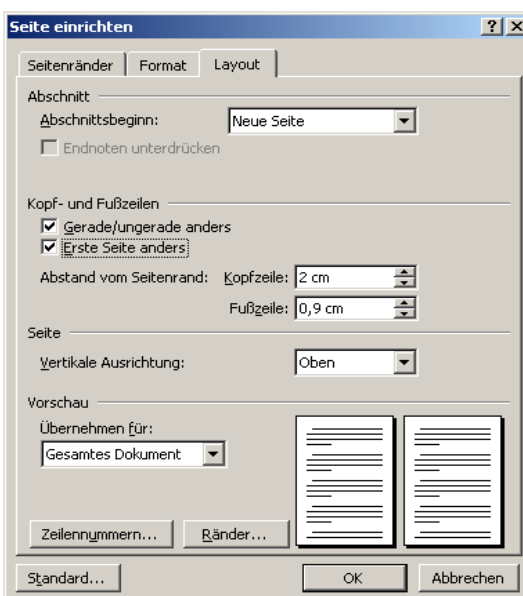 Seite einrichten
Seitenränder Format Layout
Abschnitt
Abschnittsbeginn: Neue Seite
Endnoten unterdrücken
Kopf- und Fußzeilen
Gerade/ungerade anders
Erste Seite anders
Abstand vom Seitenrand: Kopfzeile: 2 cm
Fußzeile: 0,9 cm
Seite
Vertikale Ausrichtung: Oben
Vorschau
Übernehmen für:
Gesamtes Dokument
Zeilennummern... Ränder...
Standard... OK Abbrechen